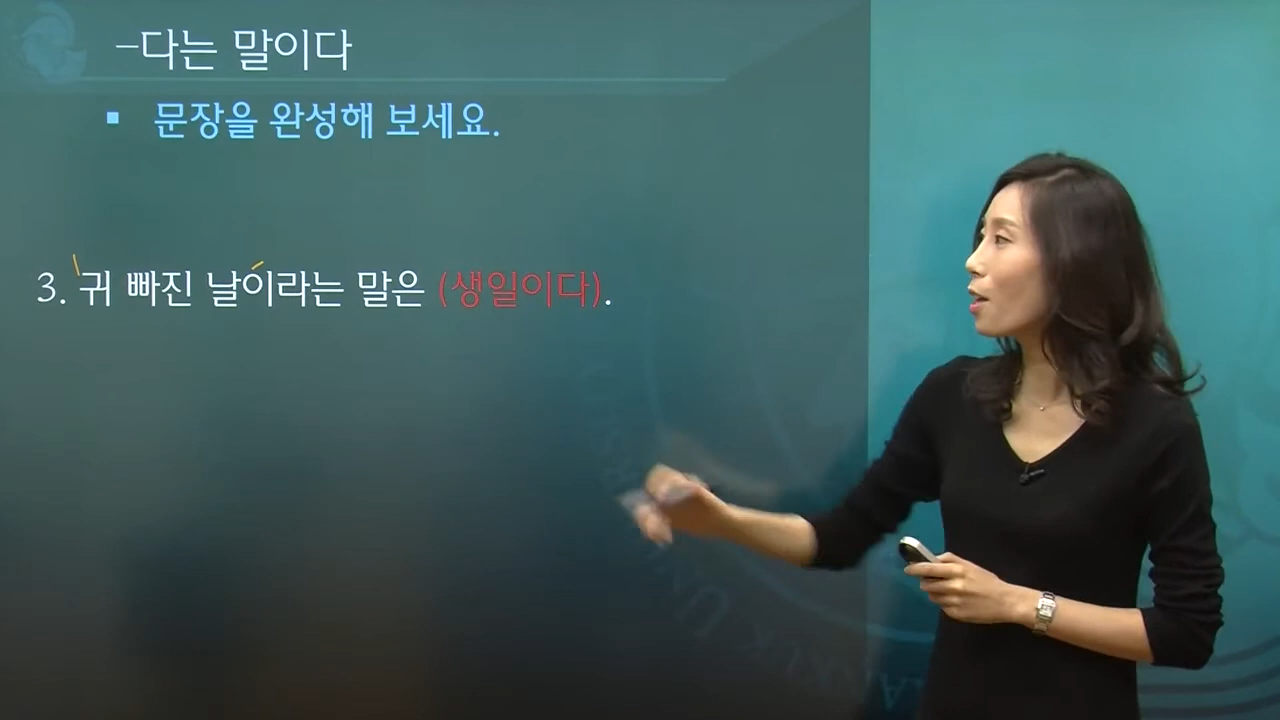 –다는 말이다
▪ 문장을 완성해 보세요.
3. 귀 빠진 날이라는 말은 (생일이다).